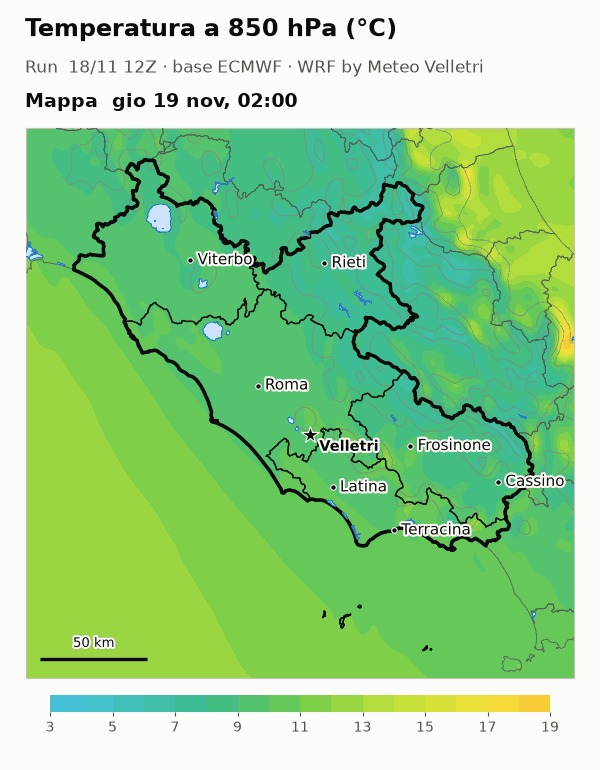 Temperatura a 850 hPa (°C)
Run  18/11 12Z · base ECMWF · WRF by Meteo Velletri
Mappa  gio 19 nov, 02:00
Viterbo
Rieti
Roma
Velletri
Frosinone
Latina
Cassino
Terracina
50 km
3 5 7 9 11 13 15 17 19